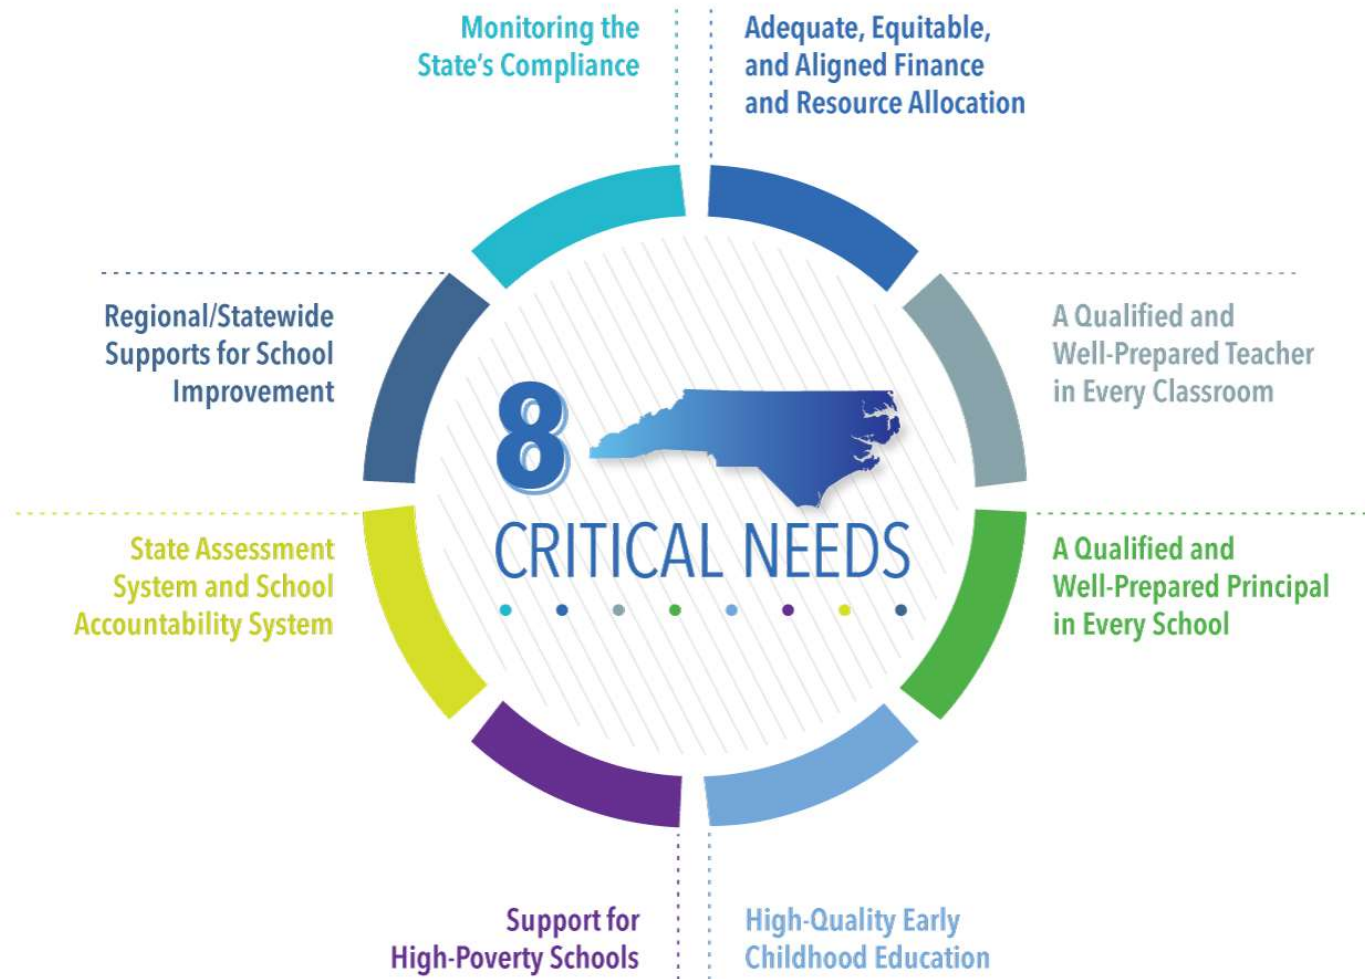 Monitoring the
State's Compliance
Adequate, Equitable,
and Aligned Finance
and Resource Allocation
Regional/Statewide
Supports for School
Improvement
A Qualified and
Well-Prepared Teacher
in Every Classroom
8
CRITICAL NEEDS
State Assessment
System and School
Accountability System
A Qualified and
Well-Prepared Principal
in Every School
Support for
High-Poverty Schools
High-Quality Early
Childhood Education